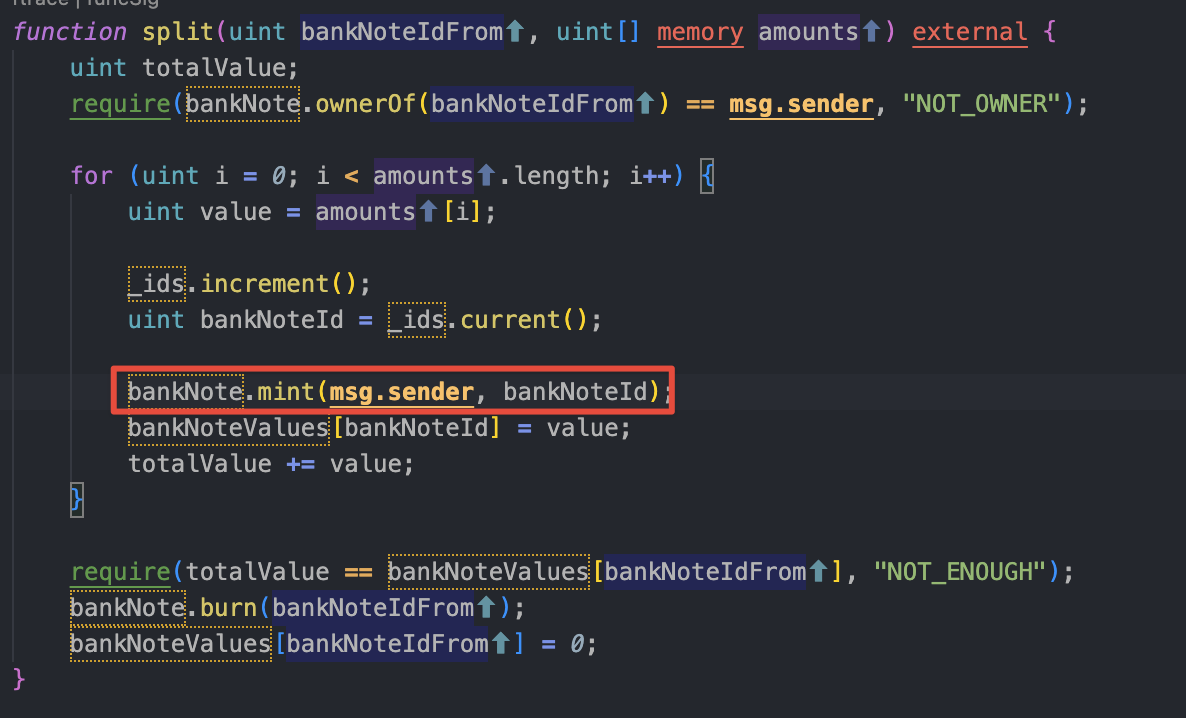 ftrace | funcSig
function split(uint bankNoteIdFrom⬆, uint[] memory amounts⬆) external {
    uint totalValue;
    require(bankNote.ownerOf(bankNoteIdFrom⬆) == msg.sender, "NOT_OWNER");
    for (uint i = 0; i < amounts⬆.length; i++) {
        uint value = amounts⬆[i];
        _ids.increment();
        uint bankNoteId = _ids.current();
        bankNote.mint(msg.sender, bankNoteId);
        bankNoteValues[bankNoteId] = value;
        totalValue += value;
    }
    require(totalValue == bankNoteValues[bankNoteIdFrom⬆], "NOT_ENOUGH");
    bankNote.burn(bankNoteIdFrom⬆);
    bankNoteValues[bankNoteIdFrom⬆] = 0;
}